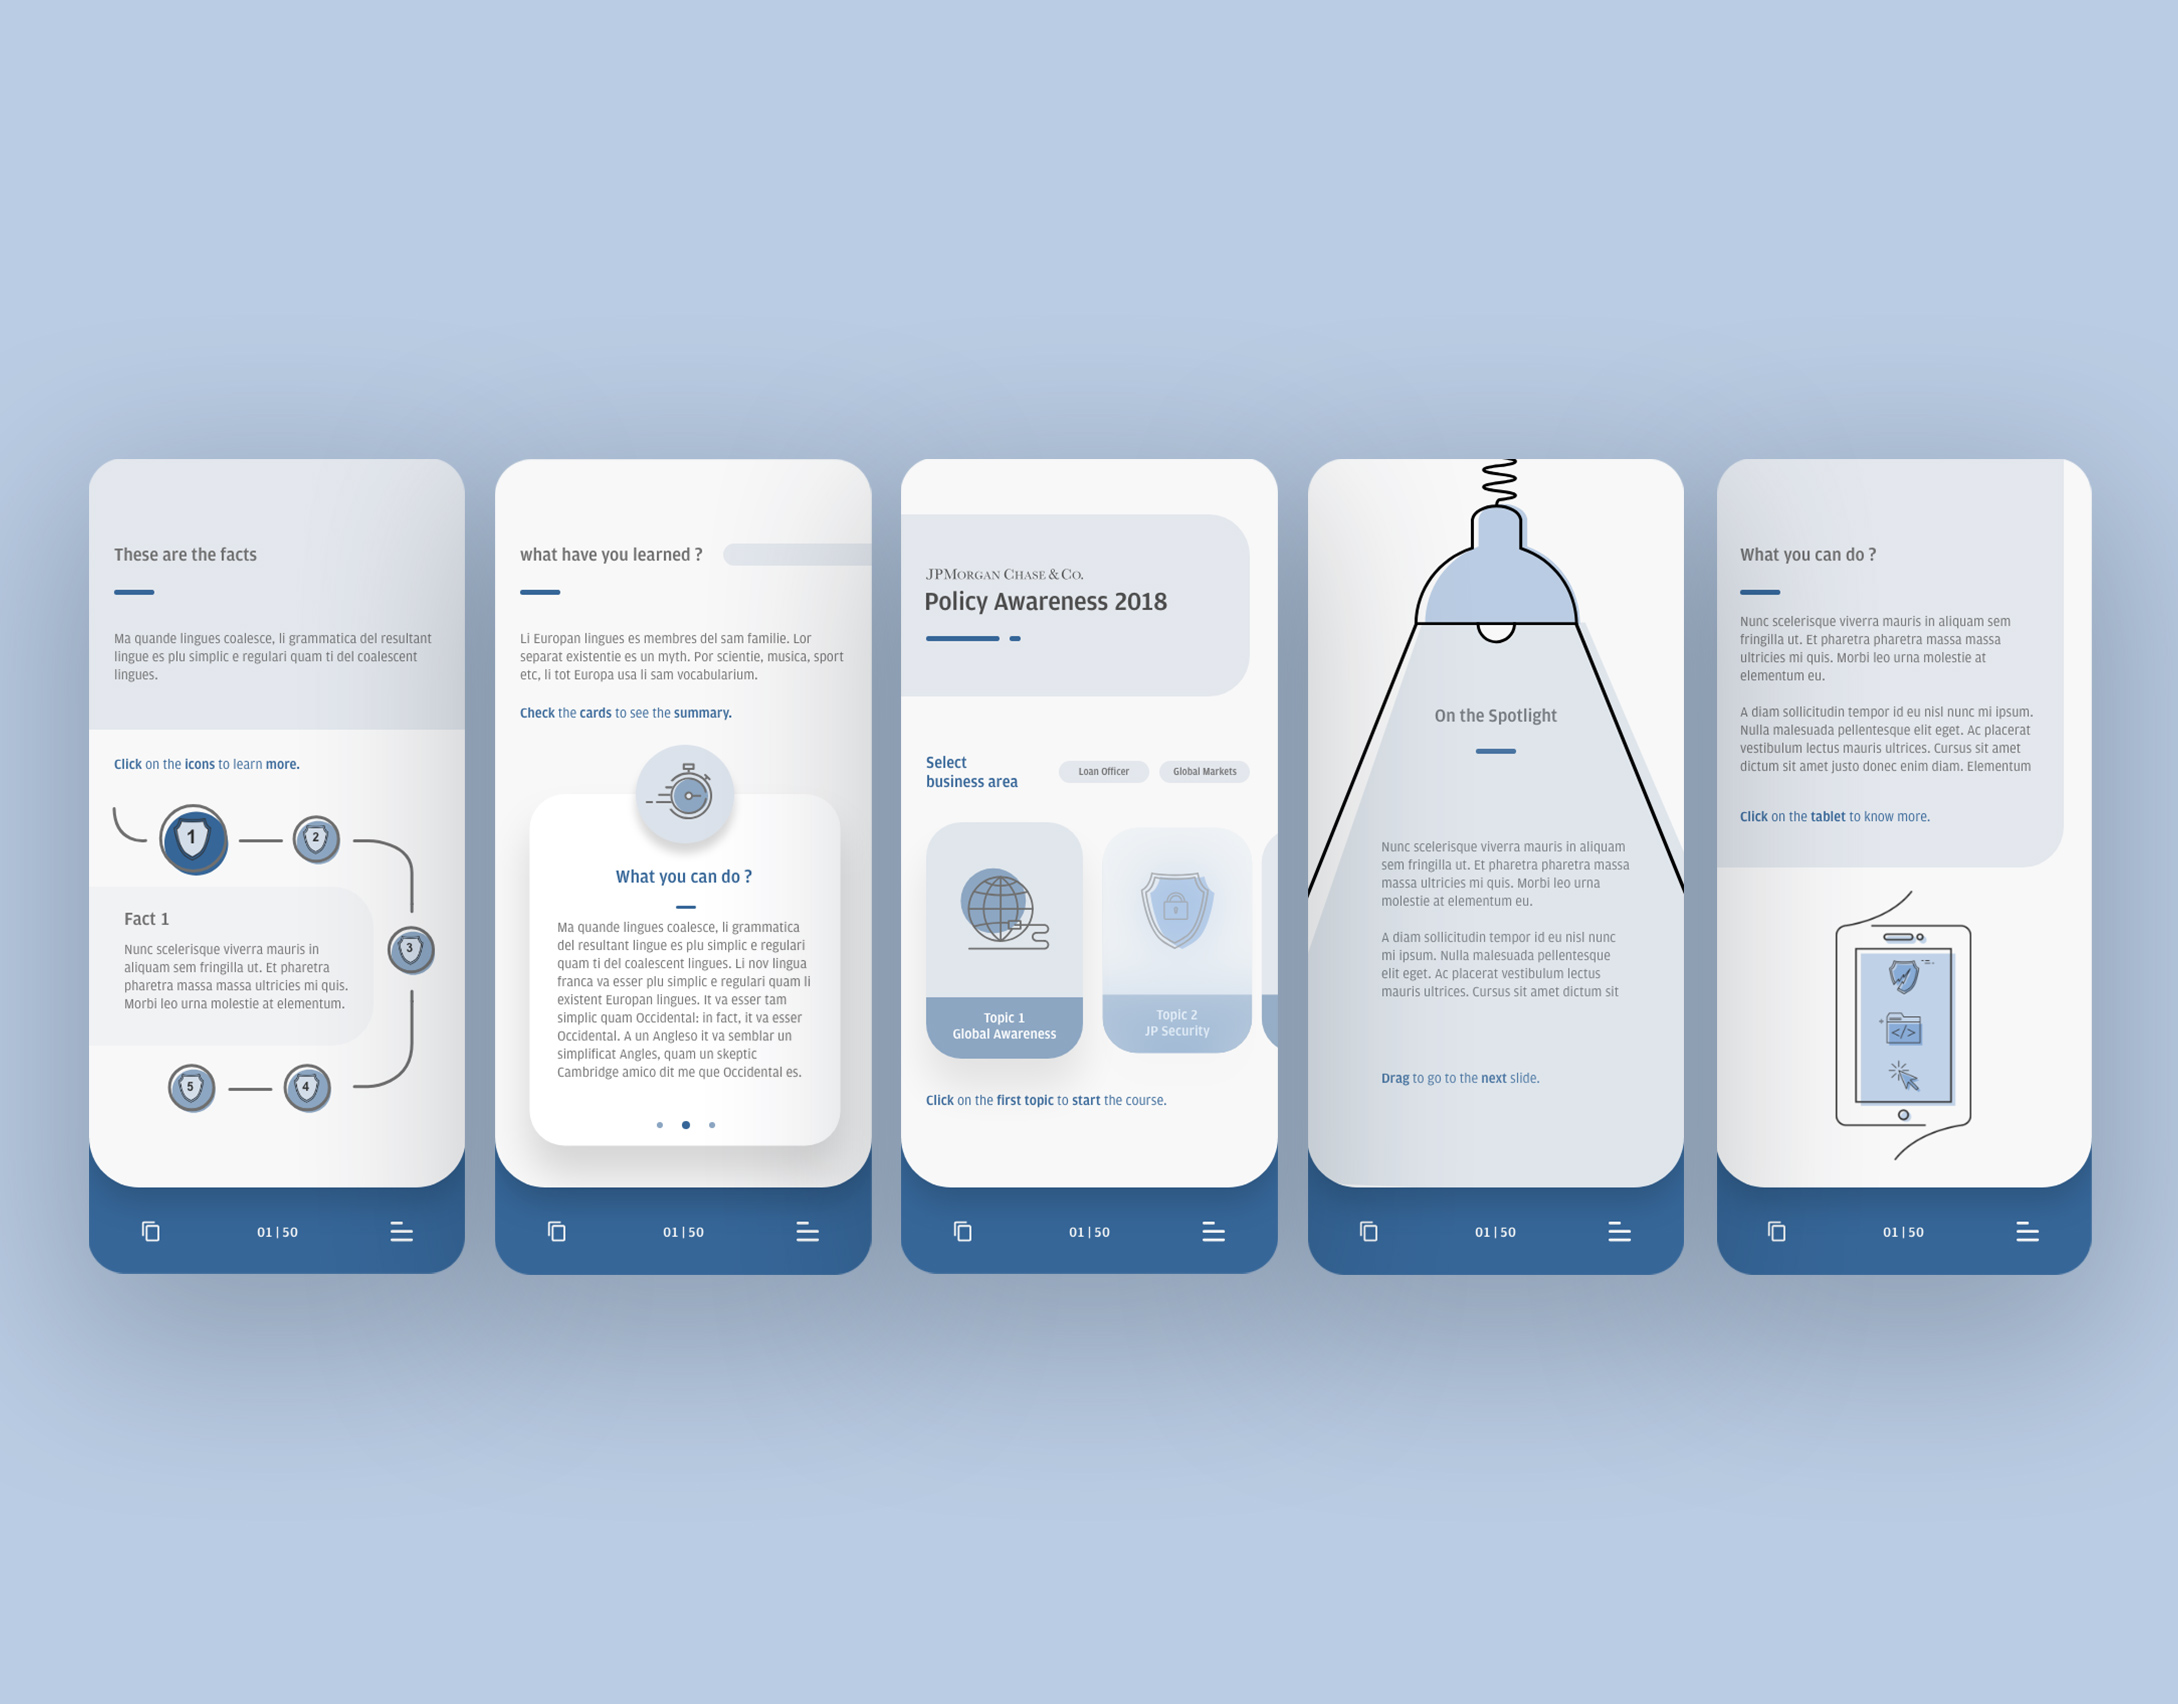 These are the facts
Ma quande lingues coalesce, li grammatica del resultant
lingue es plu simplic e regulari quam ti del coalescent
lingues.
Click on the icons to learn more.
1
2
3
Fact 1
Nunc scelerisque viverra mauris in
aliquam sem fringilla ut. Et pharetra
pharetra massa massa ultricies mi quis.
Morbi leo urna molestie at elementum.
5
4
01 | 50
what have you learned ?
Li Europan lingues es membres del sam familie. Lor
separat existentie es un myth. Por scientie, musica, sport
etc, li tot Europa usa li sam vocabularium.
Check the cards to see the summary.
What you can do ?
Ma quande lingues coalesce, li grammatica
del resultant lingue es plu simplic e regulari
quam ti del coalescent lingues. Li nov lingua
franca va esser plu simplic e regulari quam li
existent Europan lingues. It va esser tam
simplic quam Occidental: in fact, it va esser
Occidental. A un Angleso it va semblar un
simplificat Angles, quam un skeptic
Cambridge amico dit me que Occidental es.
01 | 50
JPMORGAN CHASE & CO.
Policy Awareness 2018
Select
business area
Loan Officer
Global Markets
Topic 1
Global Awareness
Topic 2
JP Security
Click on the first topic to start the course.
01 | 50
On the Spotlight
Nunc scelerisque viverra mauris in aliquam
sem fringilla ut. Et pharetra pharetra massa
massa ultricies mi quis. Morbi leo urna
molestie at elementum eu.
A diam sollicitudin tempor id eu nisl nunc
mi ipsum. Nulla malesuada pellentesque
elit eget. Ac placerat vestibulum lectus
mauris ultrices. Cursus sit amet dictum sit
Drag to go to the next slide.
01 | 50
What you can do ?
Nunc scelerisque viverra mauris in aliquam sem
fringilla ut. Et pharetra pharetra massa massa
ultricies mi quis. Morbi leo urna molestie at
elementum eu.
A diam sollicitudin tempor id eu nisl nunc mi ipsum.
Nulla malesuada pellentesque elit eget. Ac placerat
vestibulum lectus mauris ultrices. Cursus sit amet
dictum sit amet justo donec enim diam. Elementum
Click on the tablet to know more.
</>
01 | 50